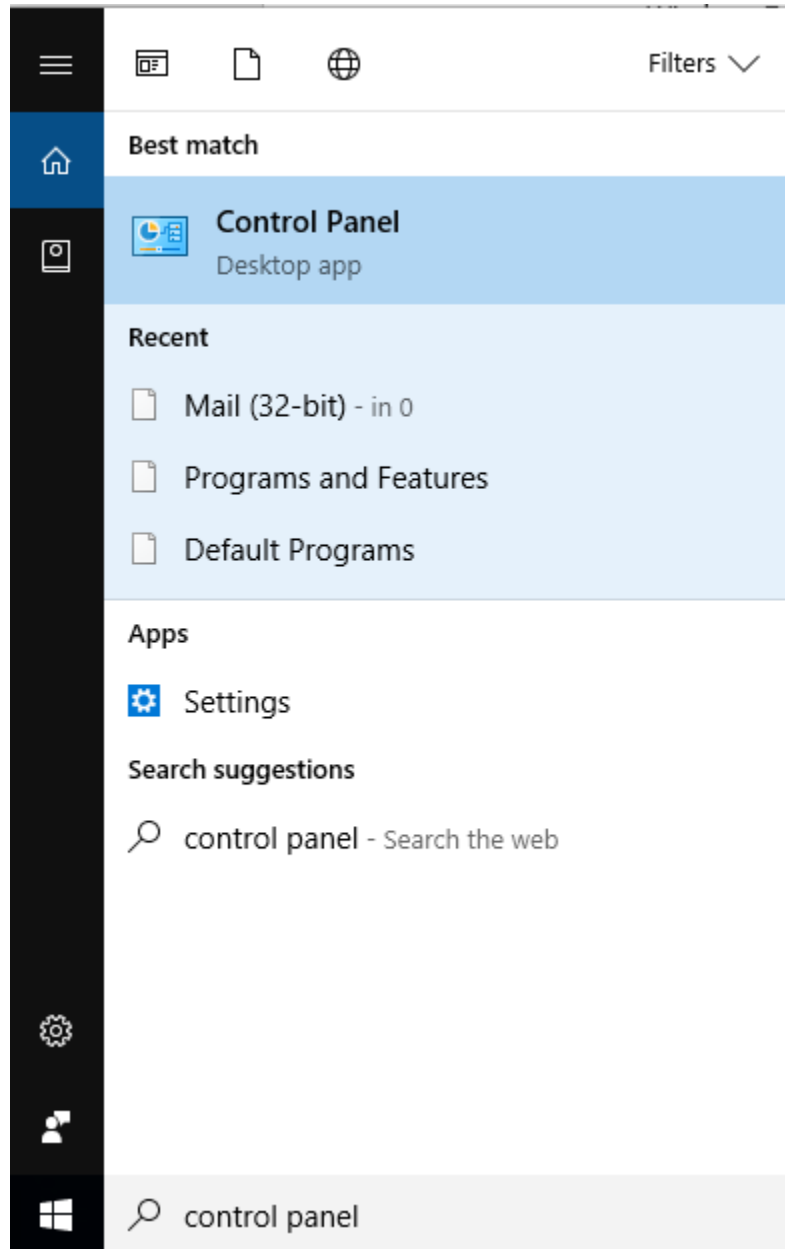 Filters
Best match
Control Panel
Desktop app
Recent
Mail (32-bit) - in 0
Programs and Features
Default Programs
Apps
Settings
Search suggestions
control panel - Search the web
control panel